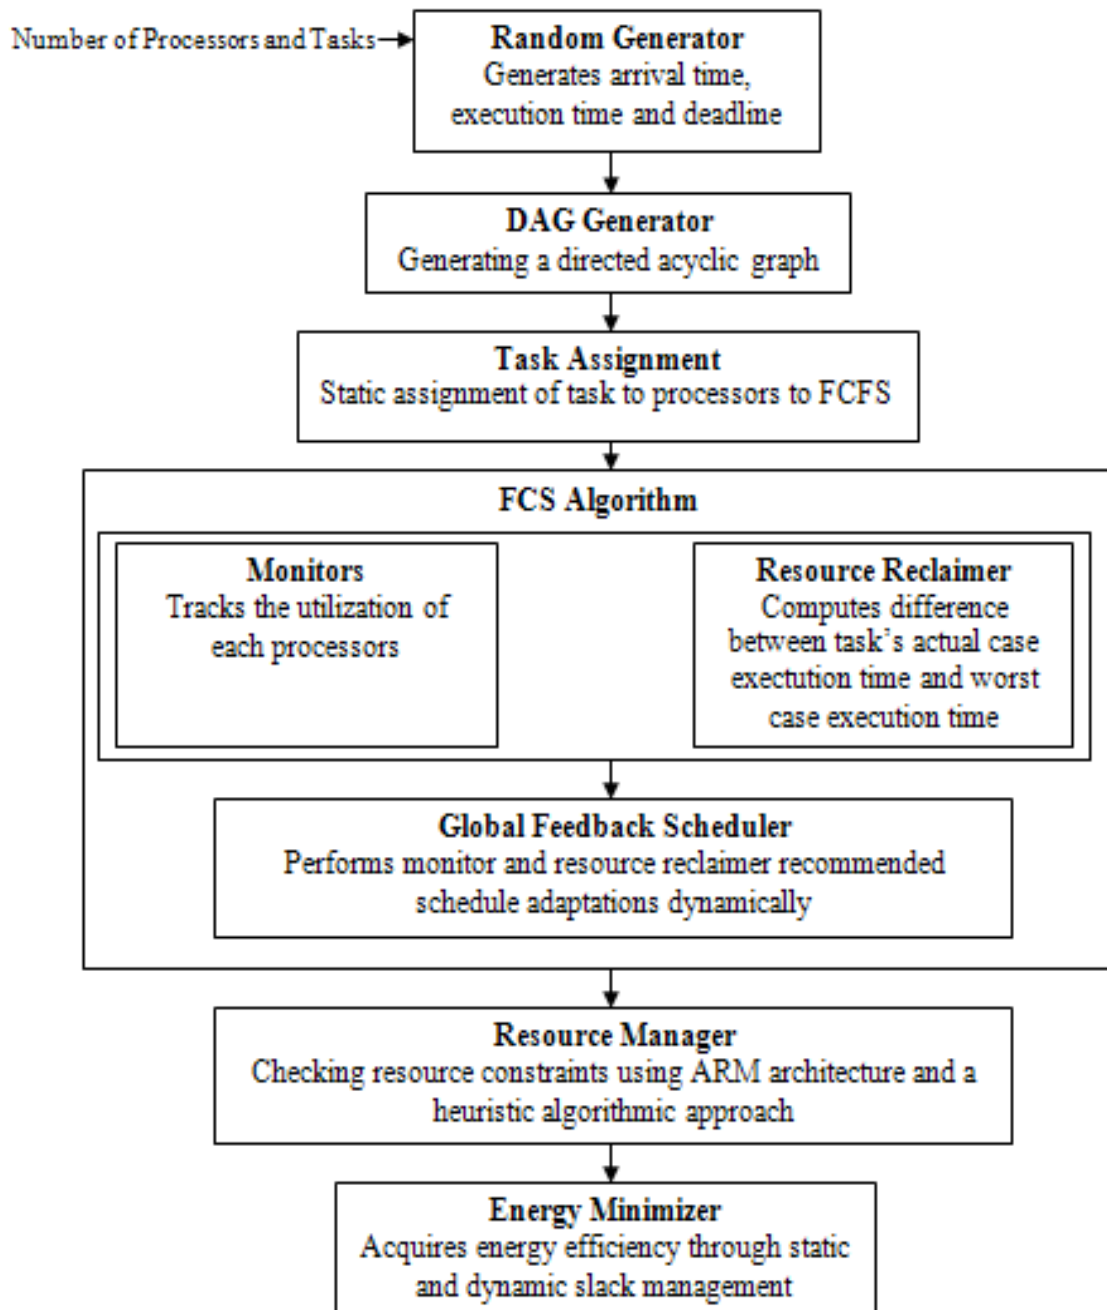 Number of Processors and Tasks
Random Generator
Generates arrival time,
execution time and deadline
DAG Generator
Generating a directed acyclic graph
Task Assignment
Static assignment of task to processors to FCFS
FCS Algorithm
Monitors
Tracks the utilization of
each processors
Resource Reclaimer
Computes difference
between task’s actual case
exectution time and worst
case execution time
Global Feedback Scheduler
Performs monitor and resource reclaimer recommended
schedule adaptations dynamically
Resource Manager
Checking resource constraints using ARM architecture and a
heuristic algorithmic approach
Energy Minimizer
Acquires energy efficiency through static
and dynamic slack management